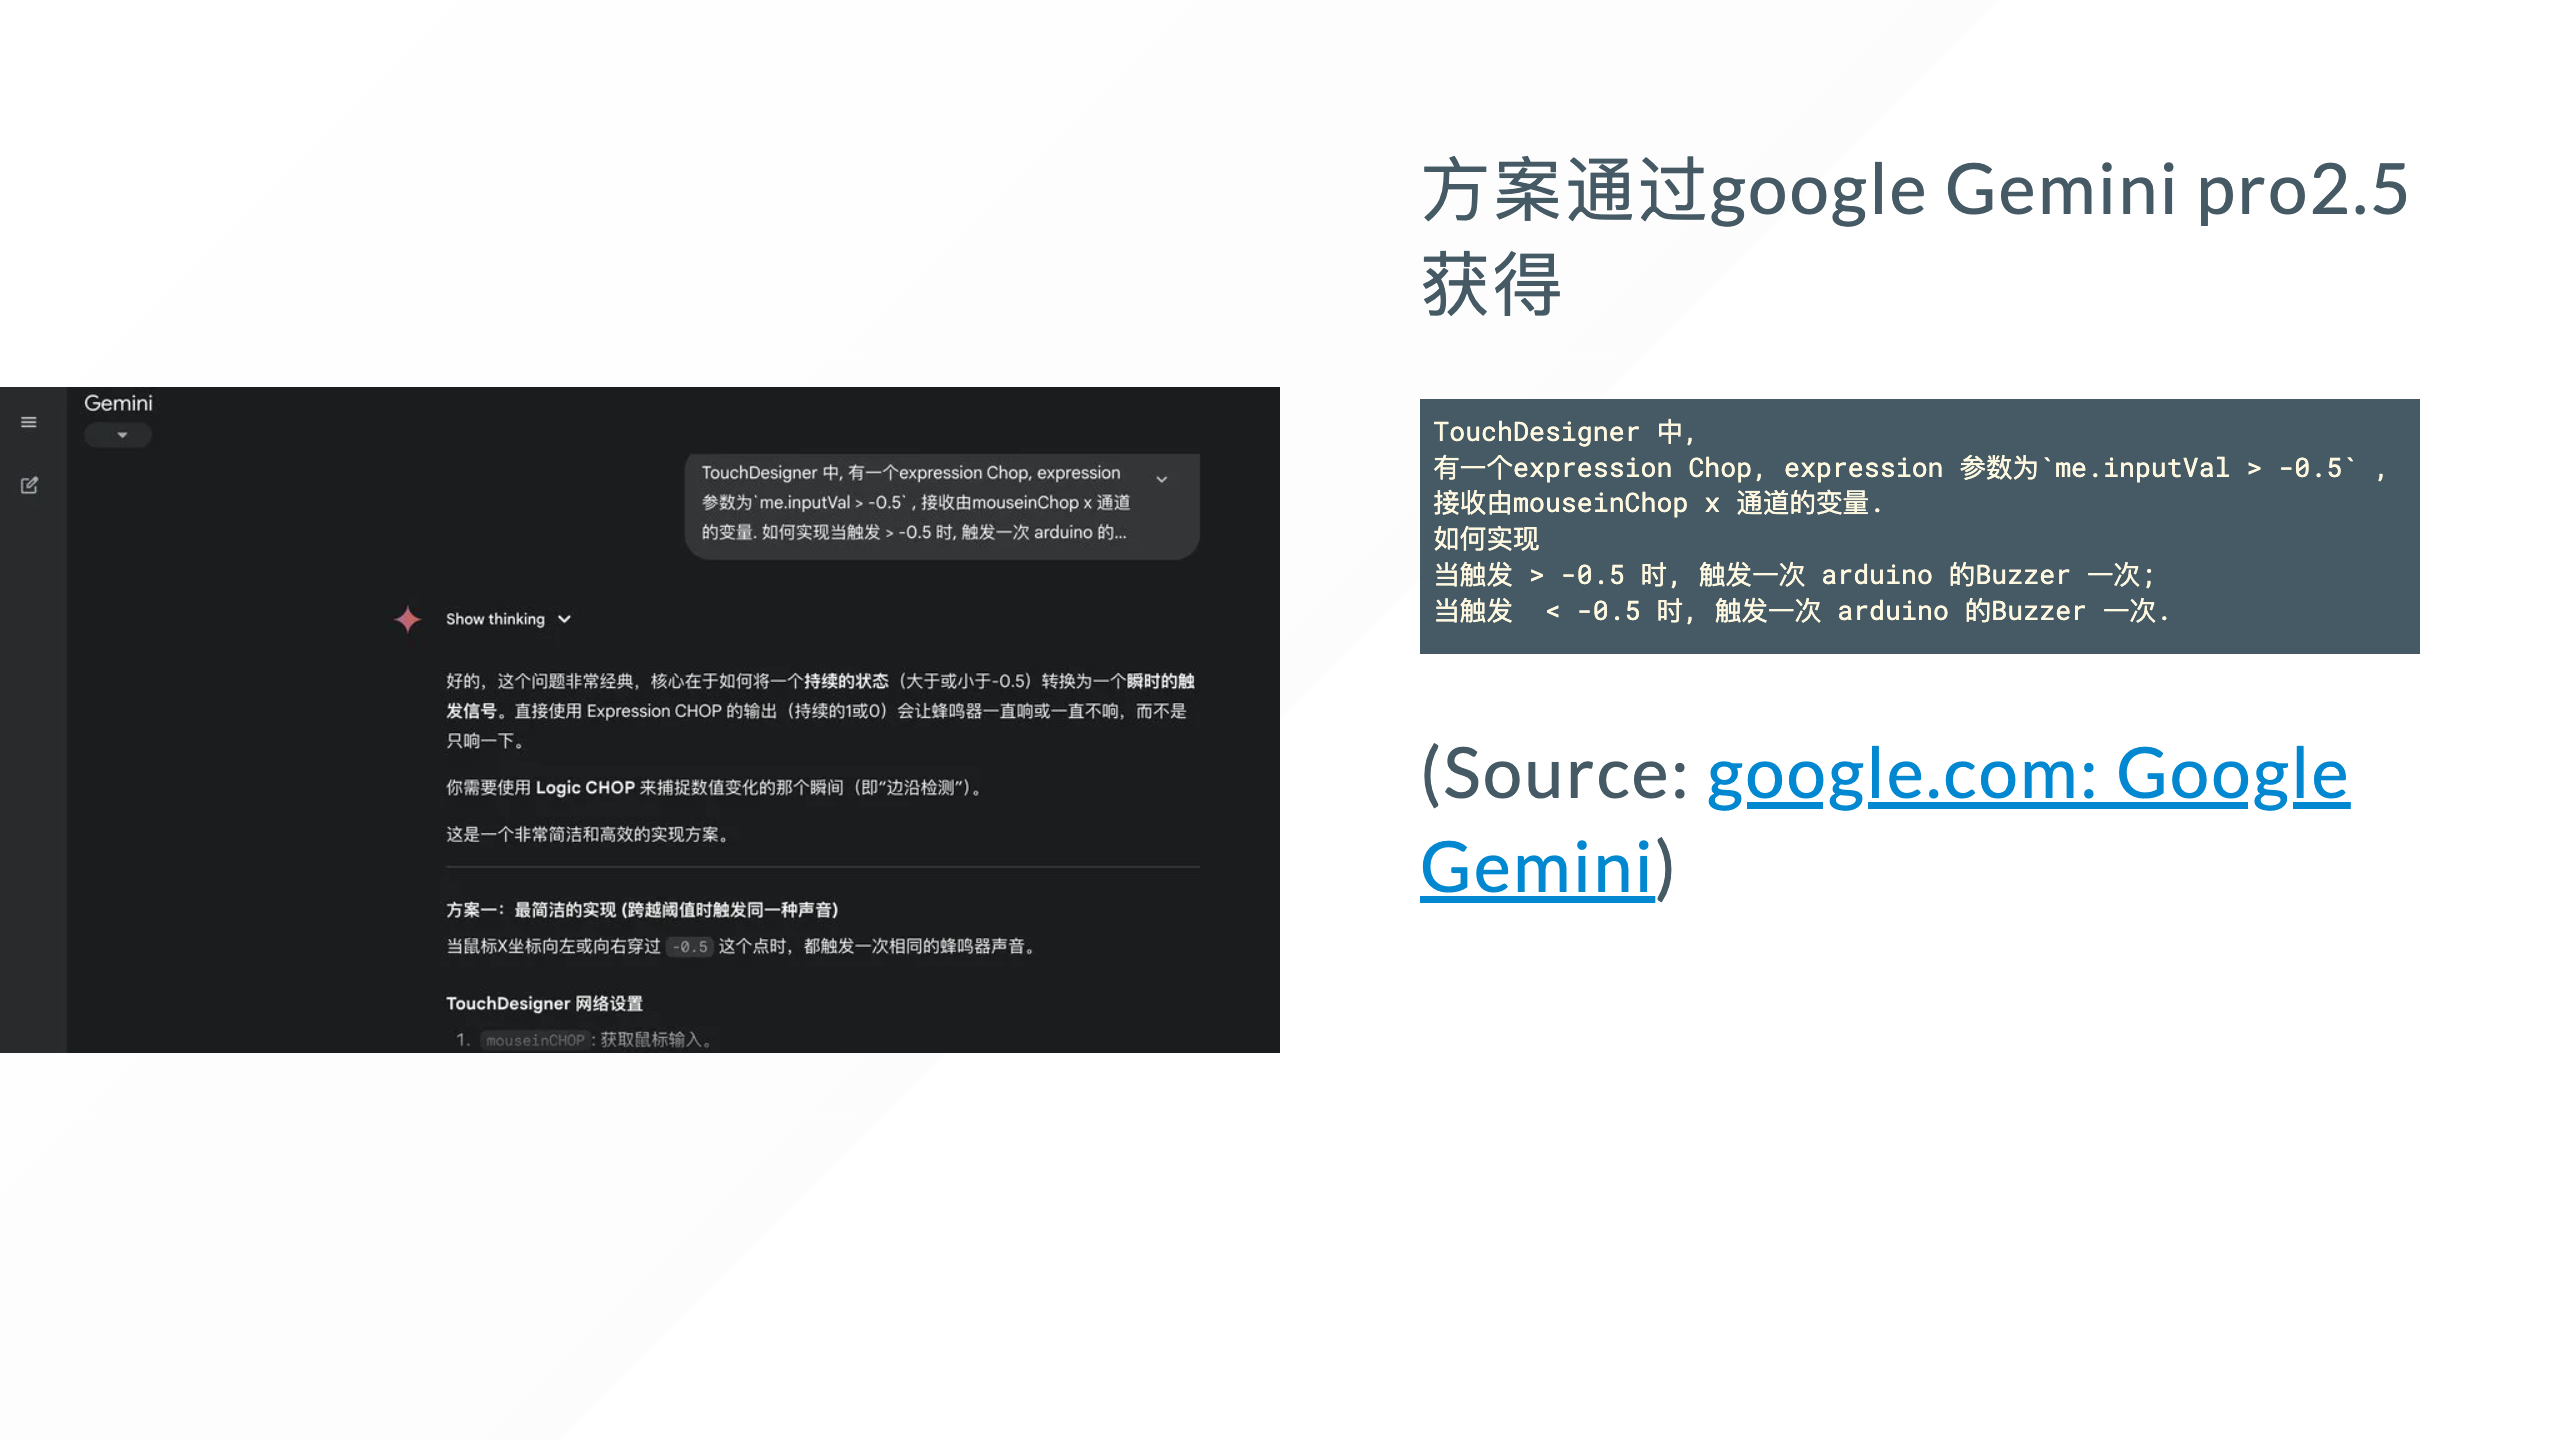 Gemini
TouchDesigner 中, 有一个expression Chop, expression
参数为`me.inputVal > -0.5` , 接收由mouseinChop x 通道
的变量. 如何实现当触发 > -0.5 时, 触发一次 arduino 的...
Show thinking
好的，这个问题非常经典，核心在于如何将一个持续的状态（大于或小于-0.5）转换为一个瞬时的触
发信号。直接使用 Expression CHOP 的输出（持续的1或0）会让蜂鸣器一直响或一直不响，而不是
只响一下。
你需要使用 Logic CHOP 来捕捉数值变化的那个瞬间（即“边沿检测”）。
这是一个非常简洁和高效的实现方案。
方案一：最简洁的实现 (跨越阈值时触发同一种声音)
当鼠标X坐标向左或向右穿过 -0.5 这个点时，都触发一次相同的蜂鸣器声音。
TouchDesigner 网络设置
1. mouseinCHOP : 获取鼠标输入。
方案通过google Gemini pro2.5
获得
TouchDesigner 中,
有一个expression Chop, expression 参数为`me.inputVal > -0.5` ,
接收由mouseinChop x 通道的变量.
如何实现
当触发 > -0.5 时, 触发一次 arduino 的Buzzer 一次;
当触发  < -0.5 时, 触发一次 arduino 的Buzzer 一次.
(Source: google.com: Google
Gemini)